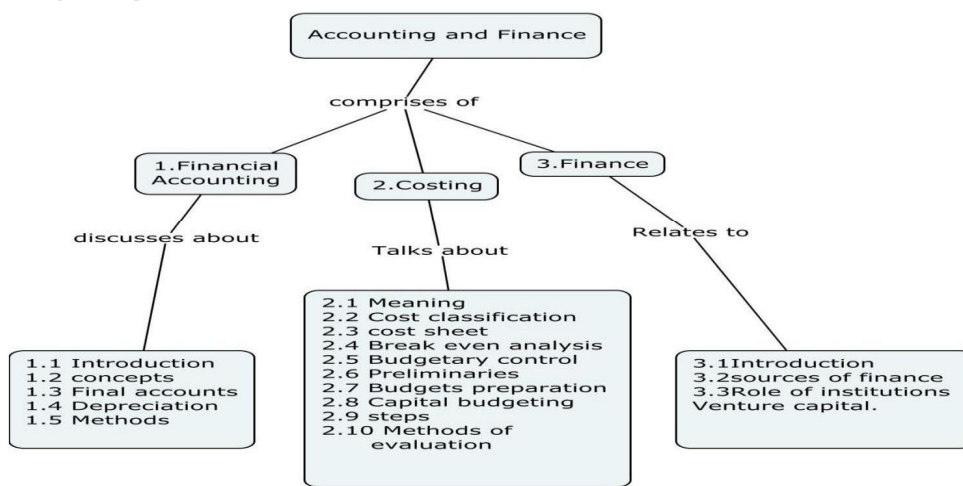 Accounting and Finance
comprises of
1.Financial
Accounting
2.Costing
3.Finance
discusses about
Talks about
Relates to
1.1 Introduction
1.2 concepts
1.3 Final accounts
1.4 Depreciation
1.5 Methods
2.1 Meaning
2.2 Cost classification
2.3 cost sheet
2.4 Break even analysis
2.5 Budgetary control
2.6 Preliminaries
2.7 Budgets preparation
2.8 Capital budgeting
2.9 steps
2.10 Methods of
evaluation
3.1Introduction
3.2sources of finance
3.3Role of institutions
Venture capital.